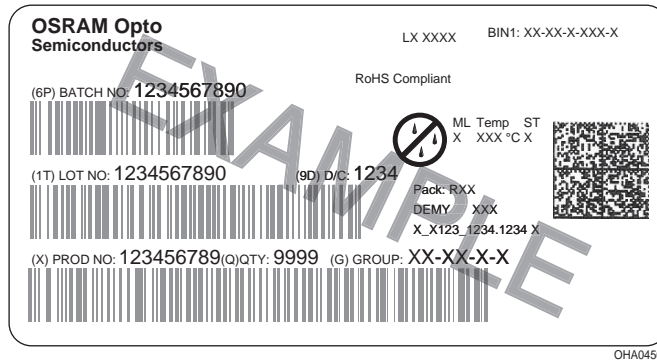 OSRAM Opto
Semiconductors
LX XXXX
BIN1: XX-XX-X-XXX-X
RoHS Compliant
(6P) BATCH NO: 1234567890
ML Temp ST
X XXX °C X
(1T) LOT NO: 1234567890 (9D) D/C: 1234
Pack: RXX
DEMY XXX
X_X123_1234.1234 X
(X) PROD NO: 123456789(Q)QTY: 9999 (G) GROUP: XX-XX-X-X
EXAMPLE
OHA045